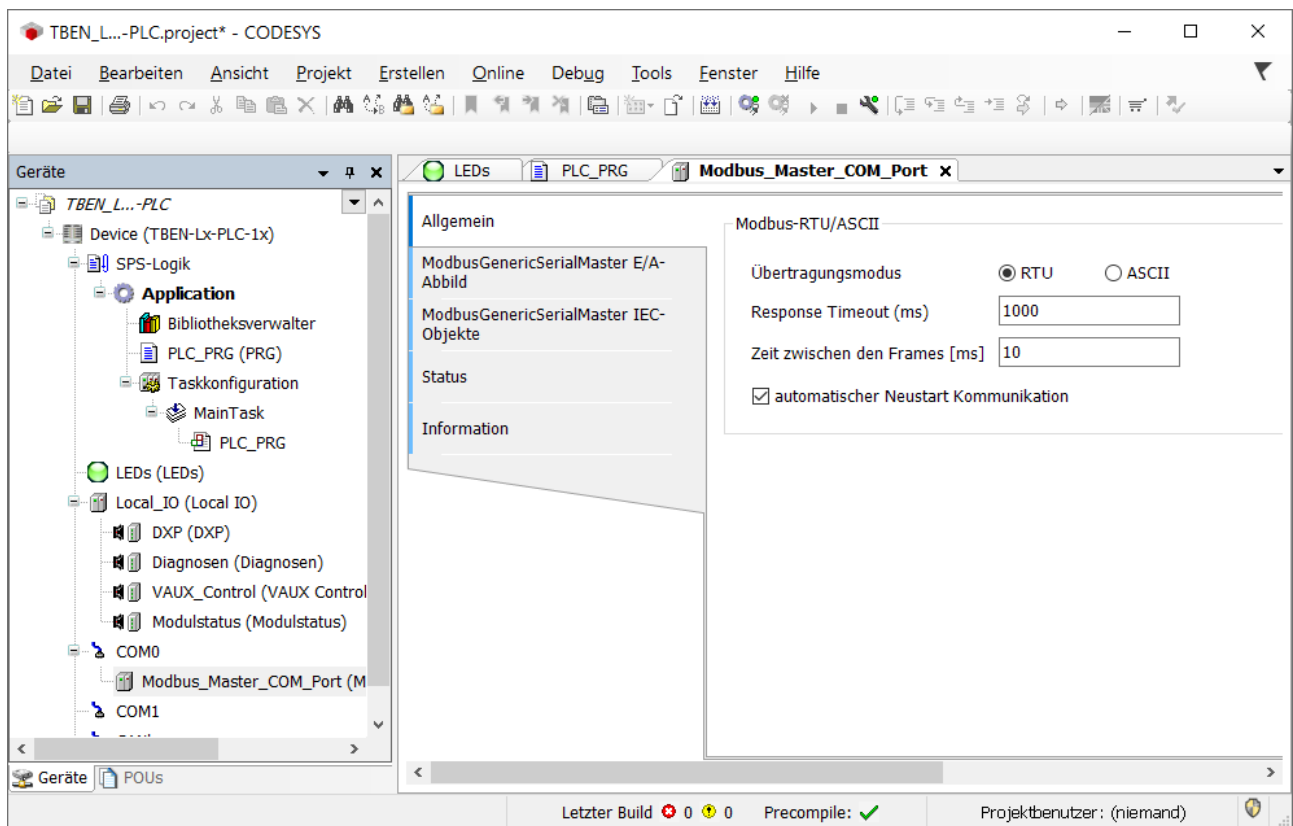 TBEN_L...-PLC.project* - CODESYS
Datei Bearbeiten Ansicht Projekt Erstellen Online Debug Tools Fenster Hilfe
Geräte
TBEN_L...-PLC
Device (TBEN-Lx-PLC-1x)
SPS-Logik
Application
Bibliotheksverwalter
PLC_PRG (PRG)
Taskkonfiguration
MainTask
PLC_PRG
LEDs (LEDs)
Local_IO (Local IO)
DXP (DXP)
Diagnosen (Diagnosen)
VAUX_Control (VAUX Control
Modulstatus (Modulstatus)
COM0
Modbus_Master_COM_Port (M
COM1
Geräte POUs
LEDs PLC_PRG Modbus_Master_COM_Port
Allgemein
ModbusGenericSerialMaster E/A-
Abbild
ModbusGenericSerialMaster IEC-
Objekte
Status
Information
Modbus-RTU/ASCII
Übertragungsmodus RTU ASCII
Response Timeout (ms) 1000
Zeit zwischen den Frames [ms] 10
automatischer Neustart Kommunikation
Letzter Build 0 0 Precompile: Projektbenutzer: (niemand)